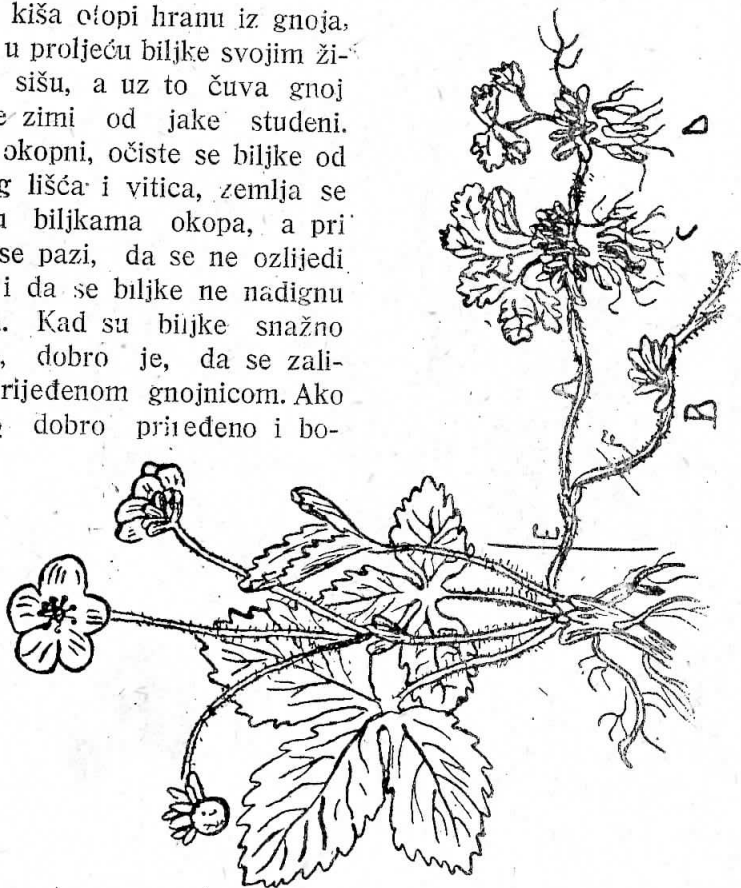 kiša otopi hranu iz gnoja,
u proljeću biljke svojim ži-
sišu, a uz to čuva gnoj
e zimi od jake studeni.
okopni, očiste se biljke od
g lišća i vitica, zemlja se
u biljkama okopa, a pri
se pazi, da se ne ozlijedi
i da se biljke ne nadignu
Kad su biljke snažno
, dobro je, da se zali-
rijeđenom gnojnicom. Ako
dobro priređeno i bo-
D
C
B
A
F
E